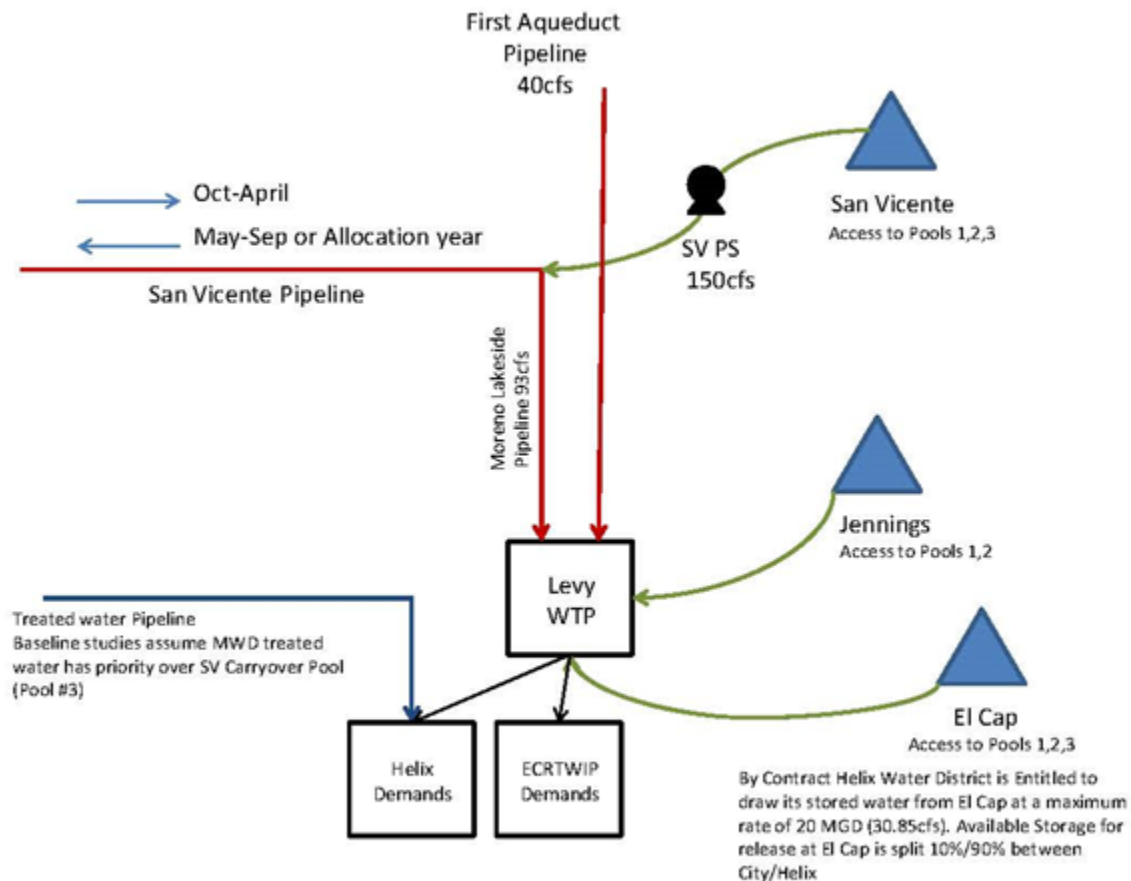 First Aqueduct
Pipeline
40cfs
Oct-April
May-Sep or Allocation year
San Vicente Pipeline
SV PS
150cfs
San Vicente
Access to Pools 1,2,3
Moreno Lakeside
Pipeline 93cfs
Jennings
Access to Pools 1,2
Levy
WTP
Treated water Pipeline
Baseline studies assume MWD treated
water has priority over SV Carryover Pool
(Pool #3)
Helix
Demands
ECRTWIP
Demands
El Cap
Access to Pools 1,2,3
By Contract Helix Water District is Entitled to
draw its stored water from El Cap at a maximum
rate of 20 MGD (30.85cfs). Available Storage for
release at El Cap is split 10%/90% between
City/Helix